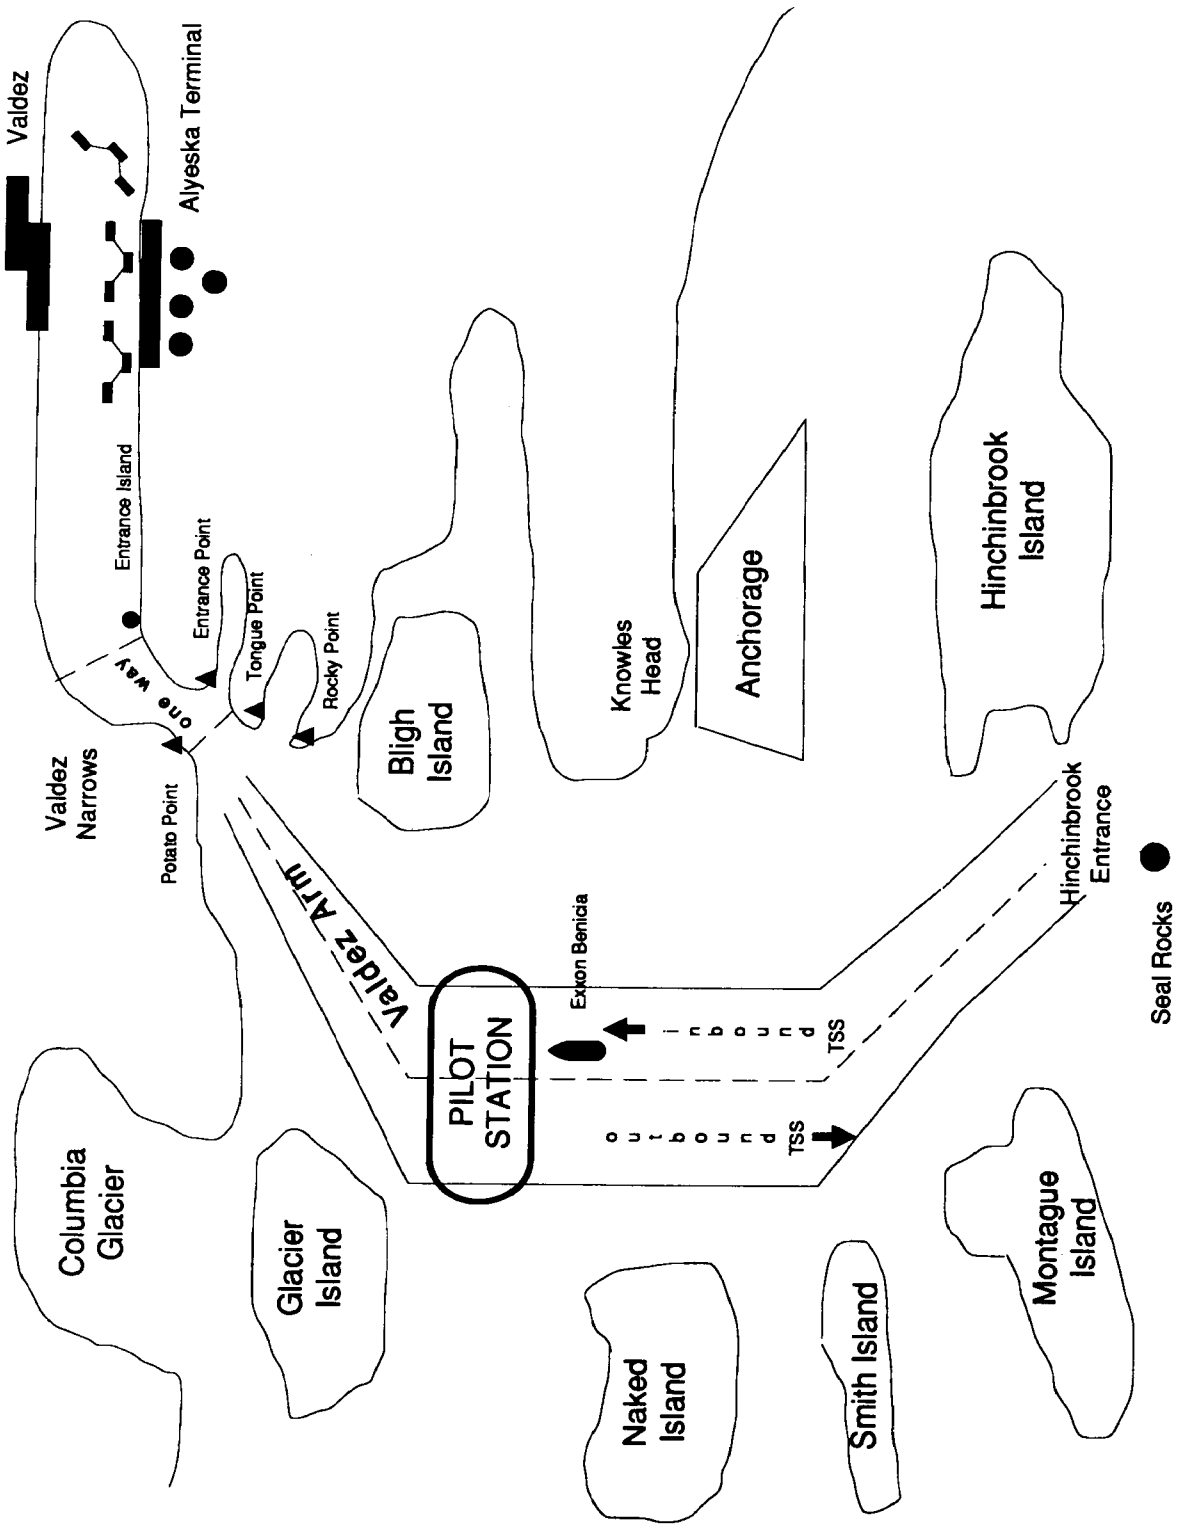 Valdez
Alyeska Terminal
Entrance Island
one way
Entrance Point
Tongue Point
Rocky Point
Valdez
Narrows
Potato Point
Valdez Arm
Bligh
Island
Knowles
Head
Anchorage
Hinchinbrook
Island
Columbia
Glacier
Glacier
Island
PILOT
STATION
Exxon Benicia
inbound
TSS
outbound
TSS
Hinchinbrook
Entrance
Seal Rocks
Naked
Island
Smith Island
Montague
Island